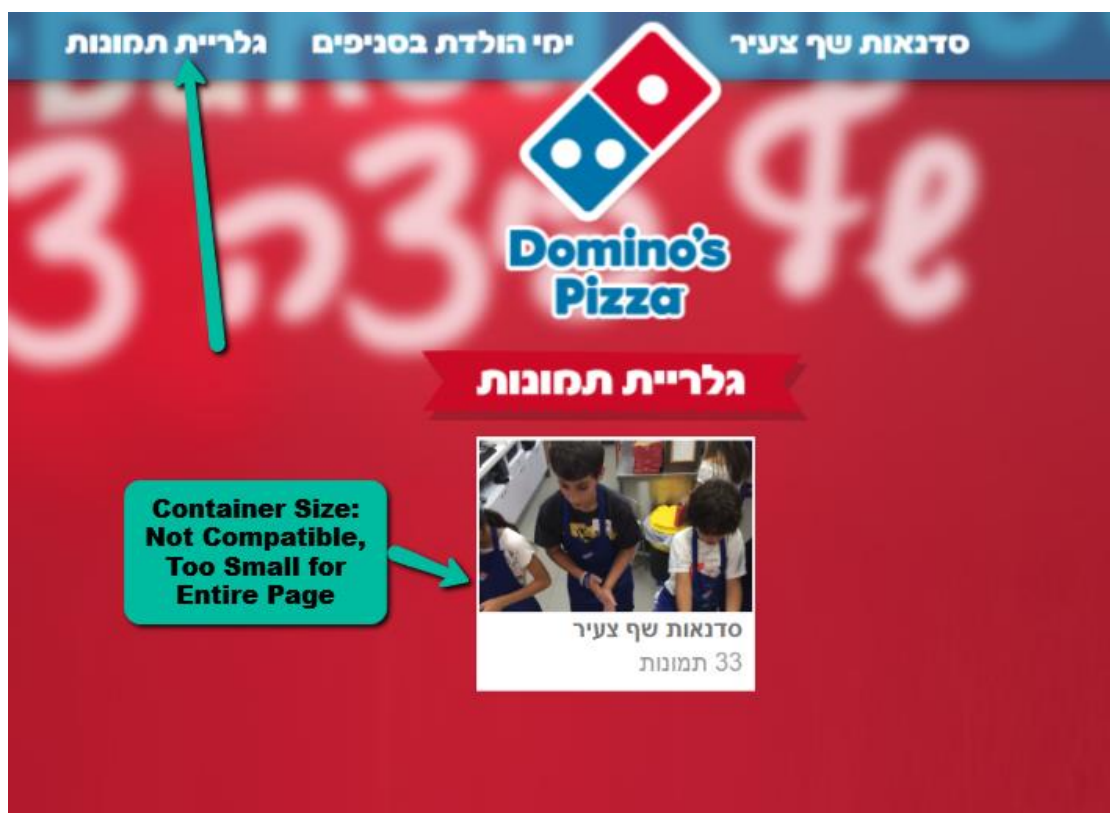 סדנאות שף צעיר ימי הולדת בסניפים גלריית תמונות
Domino's
Pizza
גלריית תמונות
Container Size:
Not Compatible,
Too Small for
Entire Page
סדנאות שף צעיר
33 תמונות